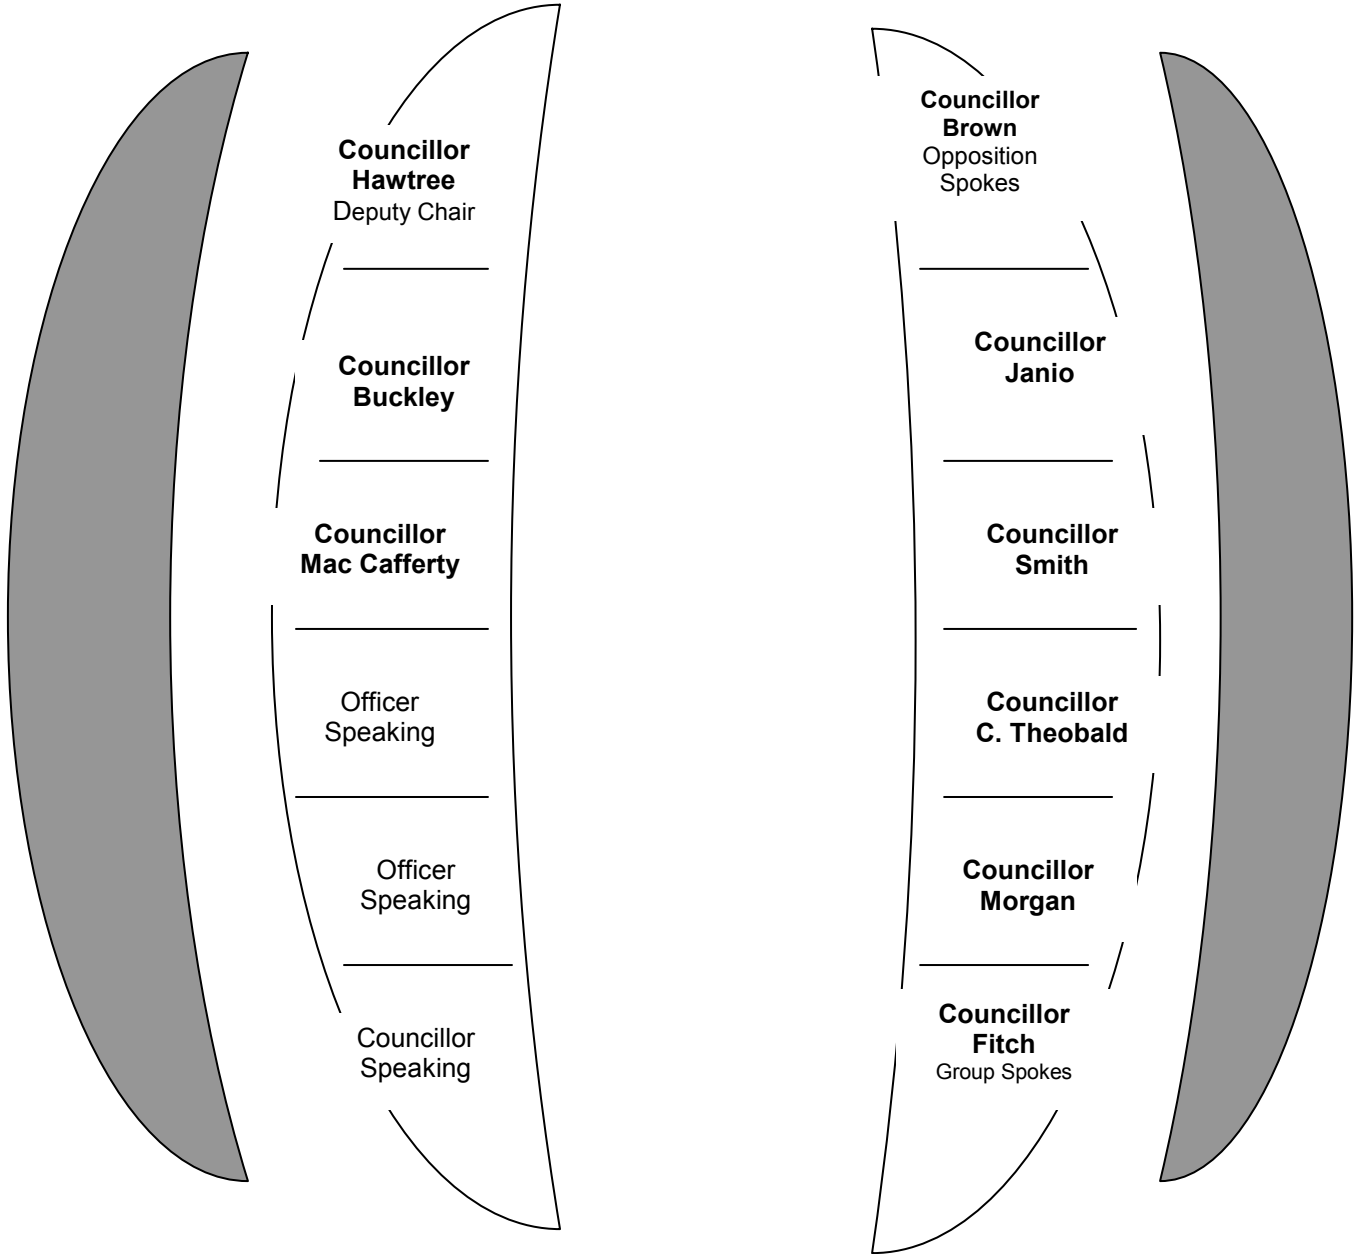 Councillor
Hawtree
Deputy Chair
Councillor
Buckley
Councillor
Mac Cafferty
Officer
Speaking
Officer
Speaking
Councillor
Speaking
Councillor
Brown
Opposition
Spokes
Councillor
Janio
Councillor
Smith
Councillor
C. Theobald
Councillor
Morgan
Councillor
Fitch
Group Spokes